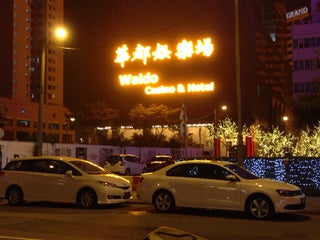 華都娛樂場
Waldo
Casino & Hotel
GRAND